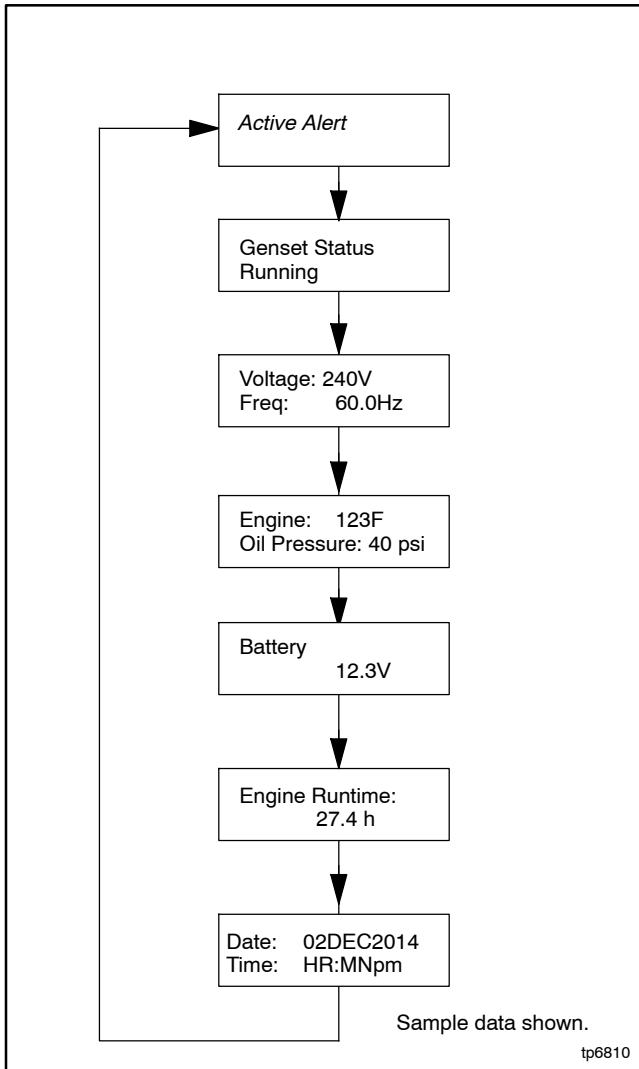 Active Alert
Genset Status
Running
Voltage: 240V
Freq: 60.0Hz
Engine: 123F
Oil Pressure: 40 psi
Battery
12.3V
Engine Runtime:
27.4 h
Date: 02DEC2014
Time: HR:MNpm
Sample data shown.
tp6810